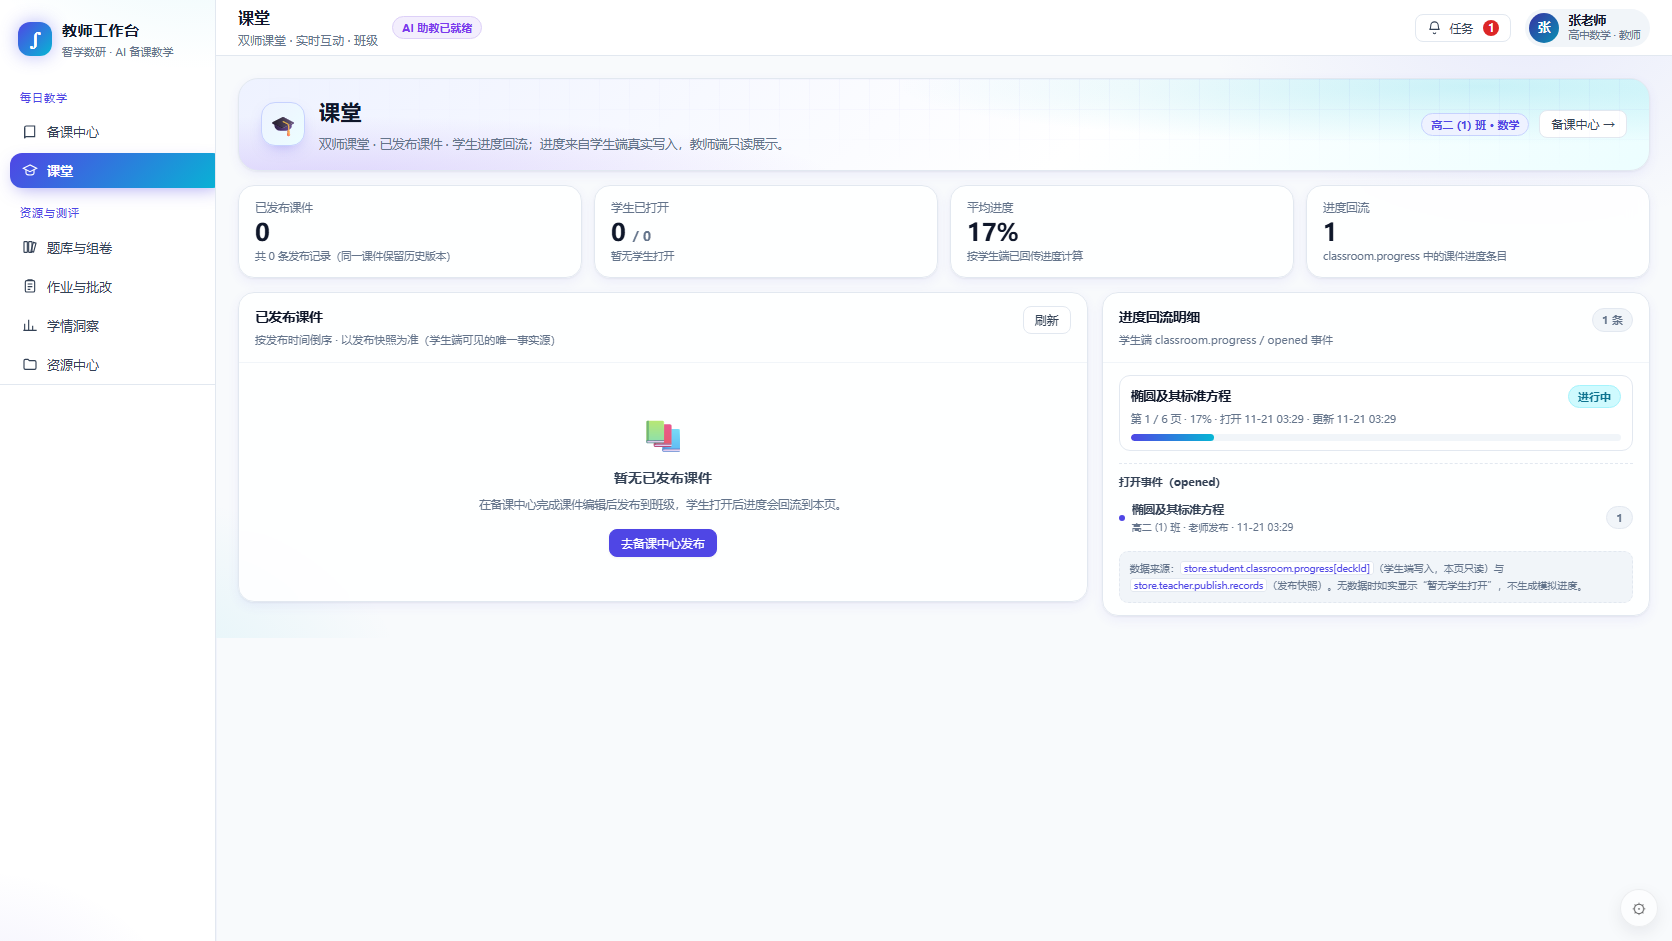 教师工作台
智学数研 · AI 备课教学
每日教学
备课中心
课堂
资源与测评
题库与组卷
作业与批改
学情洞察
资源中心
课堂
双师课堂 · 实时互动 · 班级
AI 助教已就绪
任务 1
张
张老师
高中数学 · 教师
课堂
双师课堂 · 已发布课件 · 学生进度回流；进度来自学生端真实写入，教师端只读展示。
高二 (1) 班 • 数学
备课中心 →
已发布课件
0
共 0 条发布记录（同一课件保留历史版本）
学生已打开
0 / 0
暂无学生打开
平均进度
17%
按学生端已回传进度计算
进度回流
1
classroom.progress 中的课件进度条目
已发布课件
按发布时间倒序 · 以发布快照为准（学生端可见的唯一事实源）
刷新
暂无已发布课件
在备课中心完成课件编辑后发布到班级，学生打开后进度会回流到本页。
去备课中心发布
进度回流明细
学生端 classroom.progress / opened 事件
1 条
椭圆及其标准方程
进行中
第 1 / 6 页 · 17% · 打开 11-21 03:29 · 更新 11-21 03:29
打开事件（opened）
椭圆及其标准方程
高二 (1) 班 · 老师发布 · 11-21 03:29
1
数据来源： store.student.classroom.progress[deckId]（学生端写入，本页只读）与
store.teacher.publish.records（发布快照）。无数据时如实显示“暂无学生打开”，不生成模拟进度。